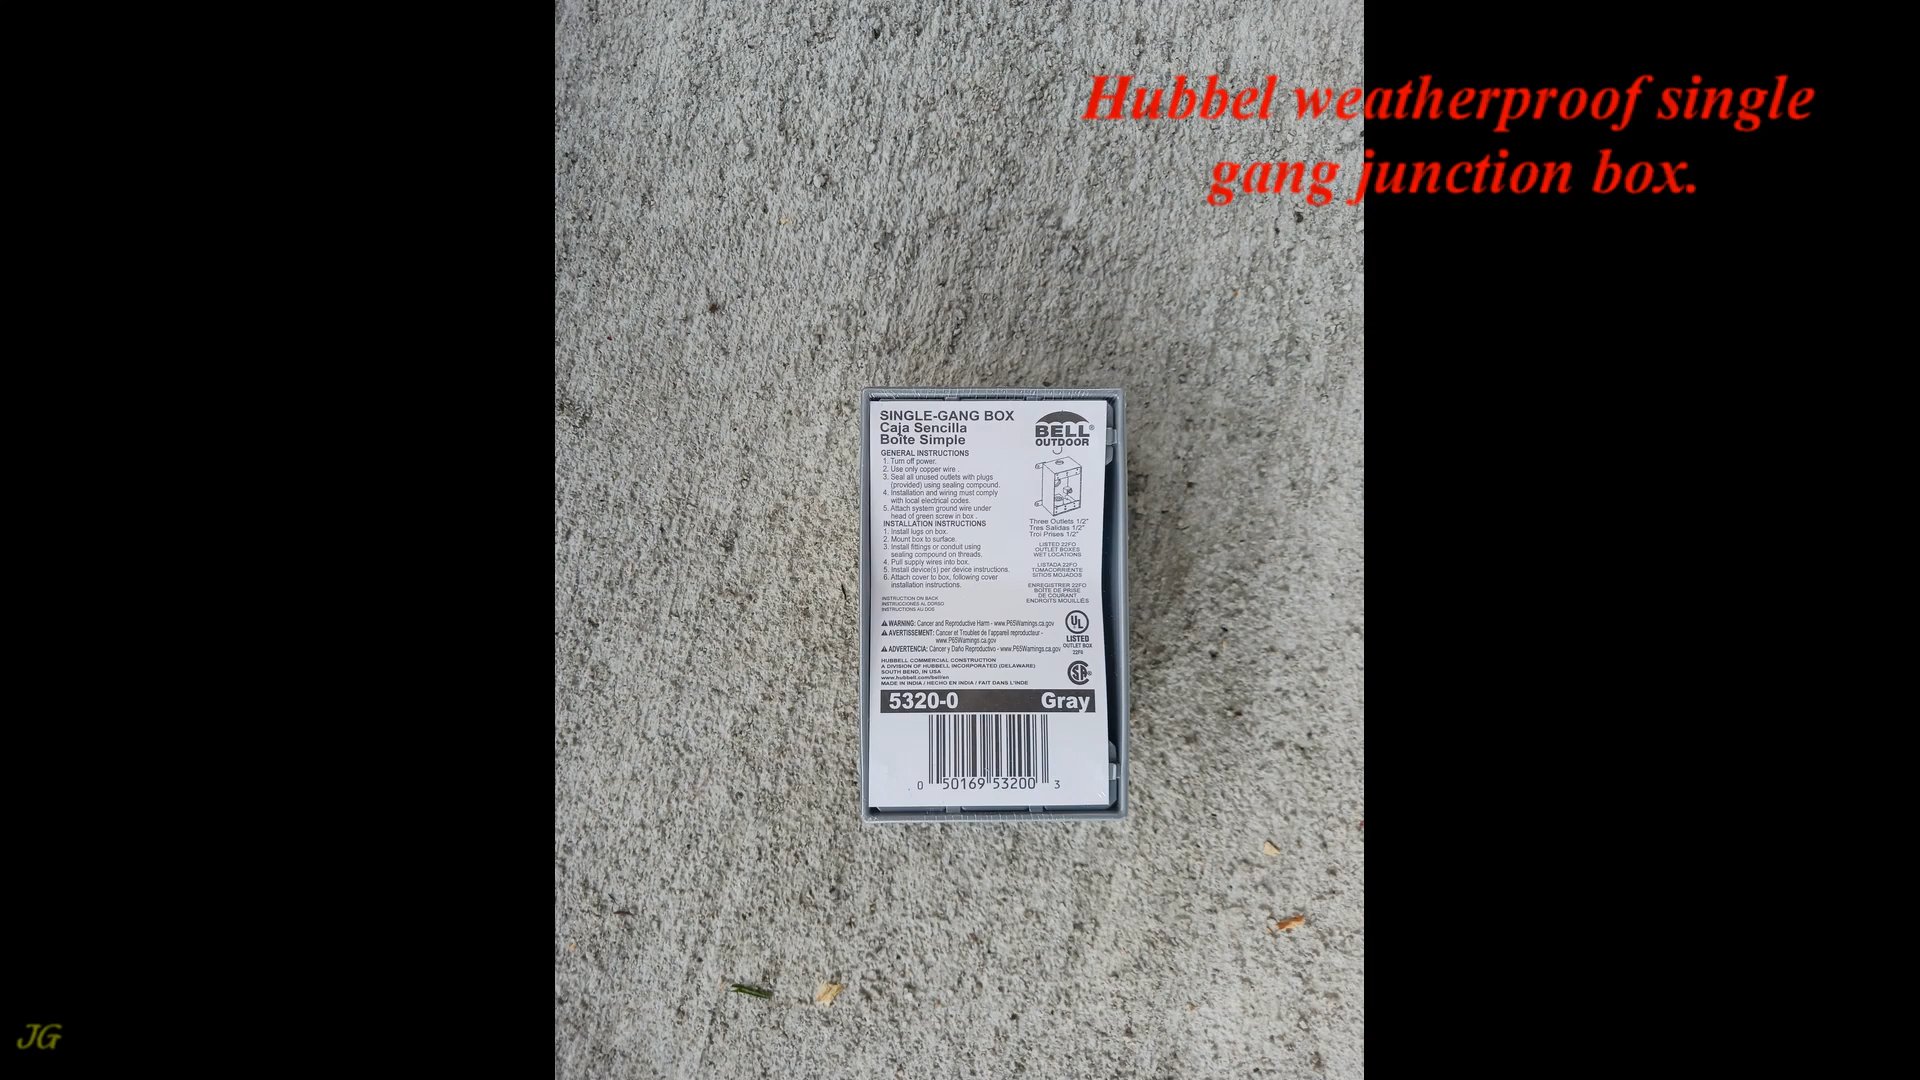 Hubbel weatherproof single
gang junction box.
SINGLE-GANG BOX
Caja Sencilla
Boîte Simple
BELL®
OUTDOOR
GENERAL INSTRUCTIONS
1. Turn off power.
2. Use only copper wire .
3. Seal all unused outlets with plugs
(provided) using sealing compound.
4. Installation and wiring must comply
with local electrical codes.
5. Attach system ground wire under
head of green screw in box .
INSTALLATION INSTRUCTIONS
1. Install lugs on box.
2. Mount box to surface.
3. Install fittings or conduit using
sealing compound on threads.
4. Pull supply wires into box.
5. Install device(s) per device instructions.
6. Attach cover to box, following cover
installation instructions.
INSTRUCTION ON BACK
INSTRUCCIONES AL DORSO
INSTRUCTIONS AU DOS
Three Outlets 1/2"
Tres Salidas 1/2"
Troi Prises 1/2"
LISTED 22FO
OUTLET BOXES
WET LOCATIONS
LISTADA 22FO
TOMACORRIENTE
SITIOS MOJADOS
ENREGISTRER 22FO
BOÎTE DE PRISE
DE COURANT
ENDROITS MOUILLÉS
WARNING: Cancer and Reproductive Harm - www.P65Warnings.ca.gov
AVERTISSEMENT: Cancer et Troubles de l'appareil reproducteur -
www.P65Warnings.ca.gov
ADVERTENCIA: Cáncer y Daño Reproductivo - www.P65Warnings.ca.gov
UL
LISTED
OUTLET BOX
HUBBELL COMMERCIAL CONSTRUCTION
A DIVISION OF HUBBELL INCORPORATED (DELAWARE)
SOUTH BEND, IN USA
www.hubbell.com/bell/en
MADE IN INDIA / HECHO EN INDIA / FAIT DANS L'INDE
5320-0 Gray
0 50169 53200 3
JG